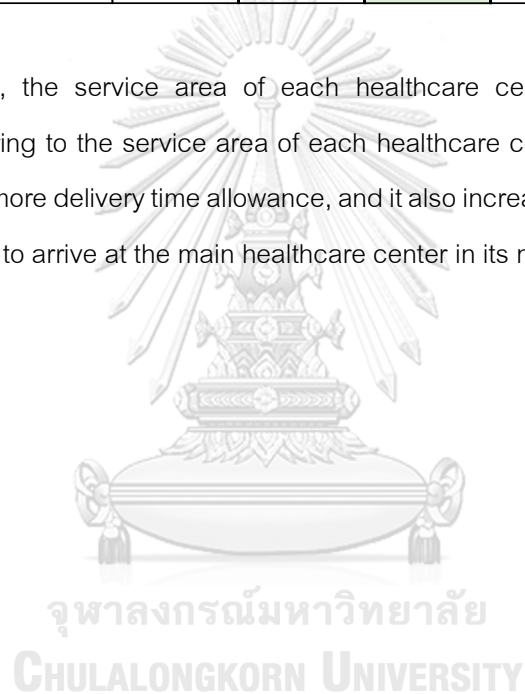 , the service area of each healthcare ce
ring to the service area of each healthcare c
more delivery time allowance, and it also increa
to arrive at the main healthcare center in its
จุฬาลงกรณ์มหาวิทยาลัย
CHULALONGKORN UNIVERSITY